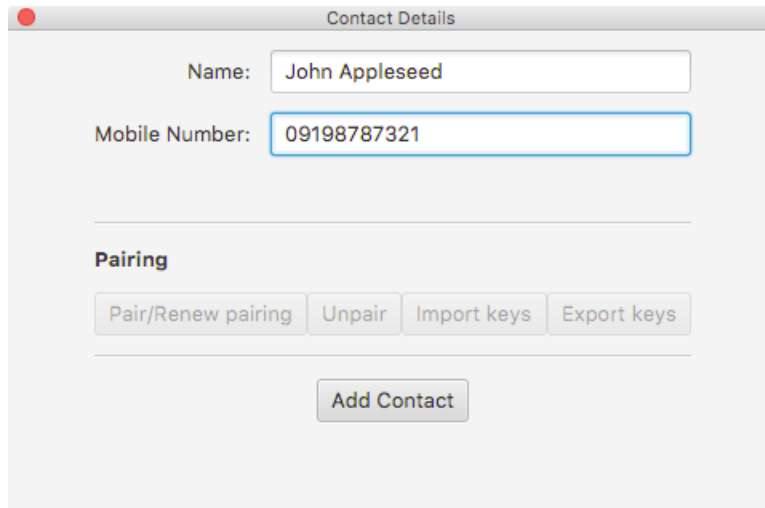 Contact Details
Name: John Appleseed
Mobile Number: 09198787321
Pairing
Pair/Renew pairing Unpair Import keys Export keys
Add Contact